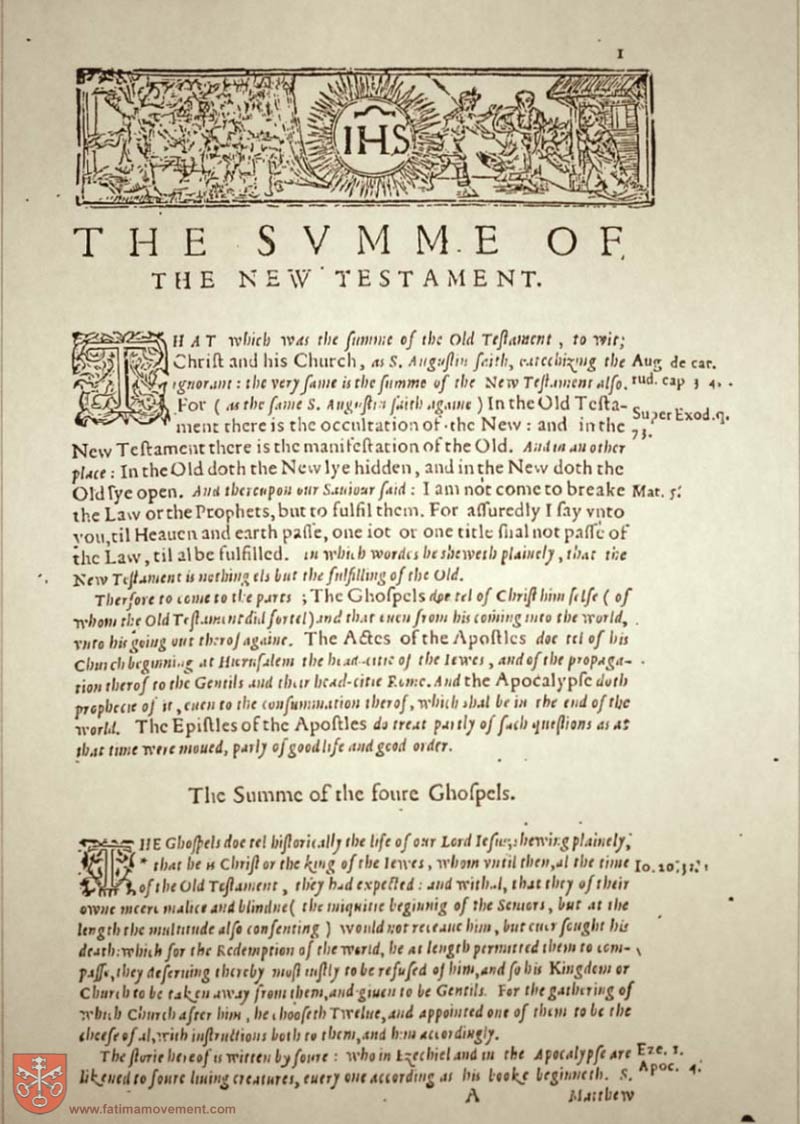 1
IHS
THE SVMME OF
THE NEW TESTAMENT.
THAT which was the ſumme of the Old Teſtament, to wit;
Chriſt and his Church, as S. Auguſtin ſaith, catechizing the
Aug de cat.
ignorant: the very ſame is the ſumme of the New Teſtament alſo.
rud. cap 3 4.
For (as the ſame S. Auguſtin ſaith againe) In the Old Teſta-
ment there is the occultation of the New: and in the
Super Exod. q.
73.
New Teſtament there is the manifeſtation of the Old. And in an other
place: In the Old doth the New lye hidden, and in the New doth the
Old lye open. And thereupon our Sauiour ſaid: I am not come to breake
Mat. 5.
the Law or the Prophets, but to fulfil them. For aſſuredly I ſay vnto
you, til Heauen and earth paſſe, one iot or one title ſhal not paſſe of
the Law, til al be fulfilled. in which wordes he sheweth plainely, that the
New Teſtament is nothing els but the fulfilling of the Old.
Therfore to come to the parts; The Ghoſpels doe tel of Chriſt him ſelfe (of
whom the Old Teſtament did fortel) and that euen from his coming into the world,
vnto his going out therof againe. The Actes of the Apoſtles doe tel of his
Church beginning at Hieruſalem the head-citie of the Iewes, and of the propaga-
tion therof to the Gentils and their head-citie Rome. And the Apocalypſe doth
prophecie of it, euen to the conſummation therof, which shal be in the end of the
world. The Epiſtles of the Apoſtles do treat partly of ſuch queſtions as at
that time were moued, parly of good life and good order.
The Summe of the foure Ghoſpels.
THE Ghoſpels doe tel hiſtorically the life of our Lord Ieſus, shewing plainely,
* that he is Chriſt or the king of the Iewes, whom vntil then, al the time
Io. 20. 31.
of the Old Teſtament, they had expected: and withal, that they of their
owne meere malice and blindne (the iniquitie beginnig of the Seniors, but at the
length the multitude alſo conſenting) would not receaue him, but euer ſought his
death: which for the Redemption of the world, he at length permitted them to com-
paſſe, they deſeruing thereby moſt iuſtly to be refuſed of him, and ſo his Kingdom or
Church to be taken away from them, and giuen to be Gentils. For the gathering of
which Church after him, he chooſeth Twelue, and appointed one of them to be the
cheefe of al, with inſtructions both to them, and him accordingly.
The ſtorie hereof is written by foure: who in Ezechiel and in the Apocalypſe are
Eze. 1.
likened to foure liuing creatures, euery one according as his booke beginneth. S.
Apoc. 4.
A
Matthew
www.fatimamovement.com